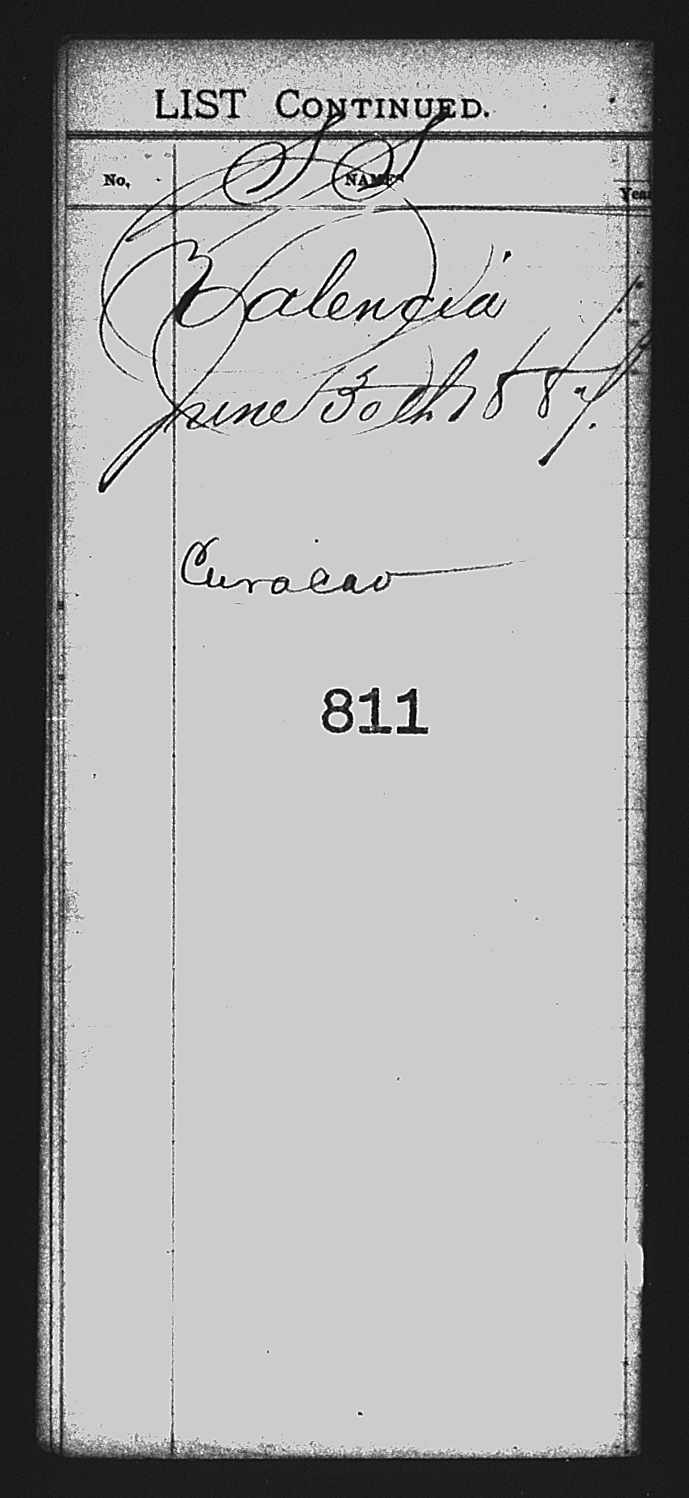 LIST CONTINUED.
S S
No. NAME
Valencia
June 30th 1887.
Curacao
811